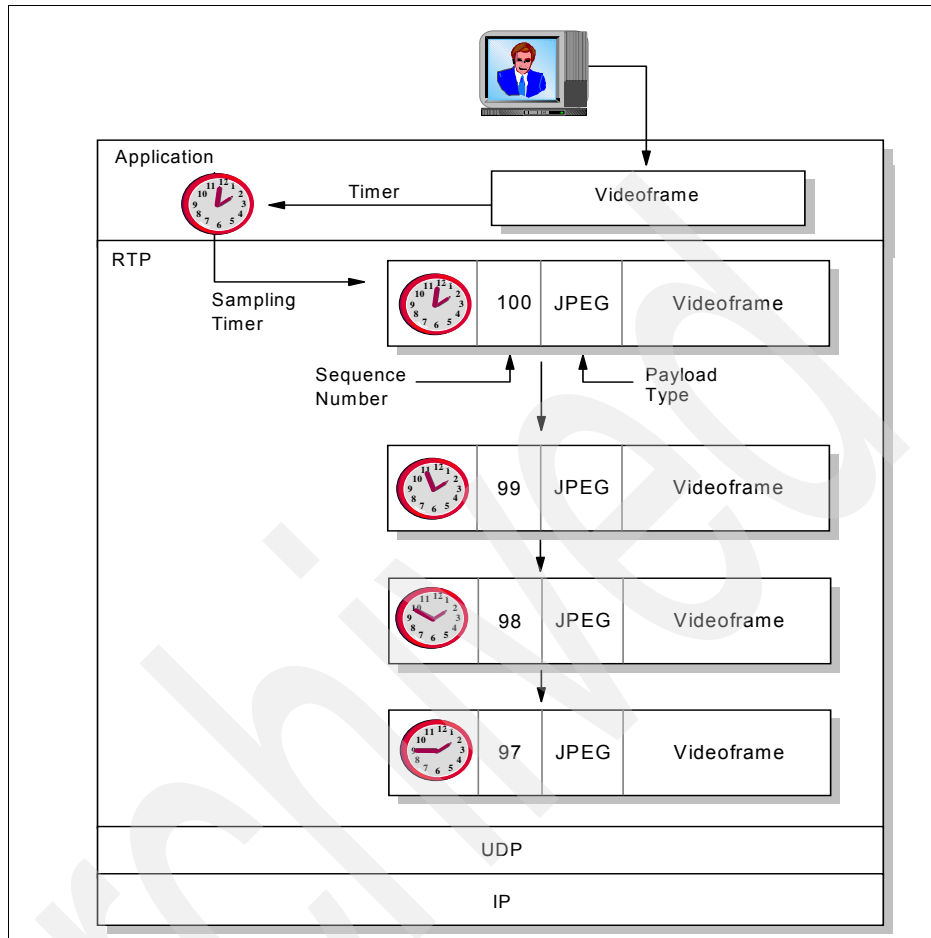 Application
Timer
Videoframe
RTP
Sampling
Timer
100
JPEG
Videoframe
Sequence
Number
Payload
Type
99
JPEG
Videoframe
98
JPEG
Videoframe
97
JPEG
Videoframe
UDP
IP
Archived